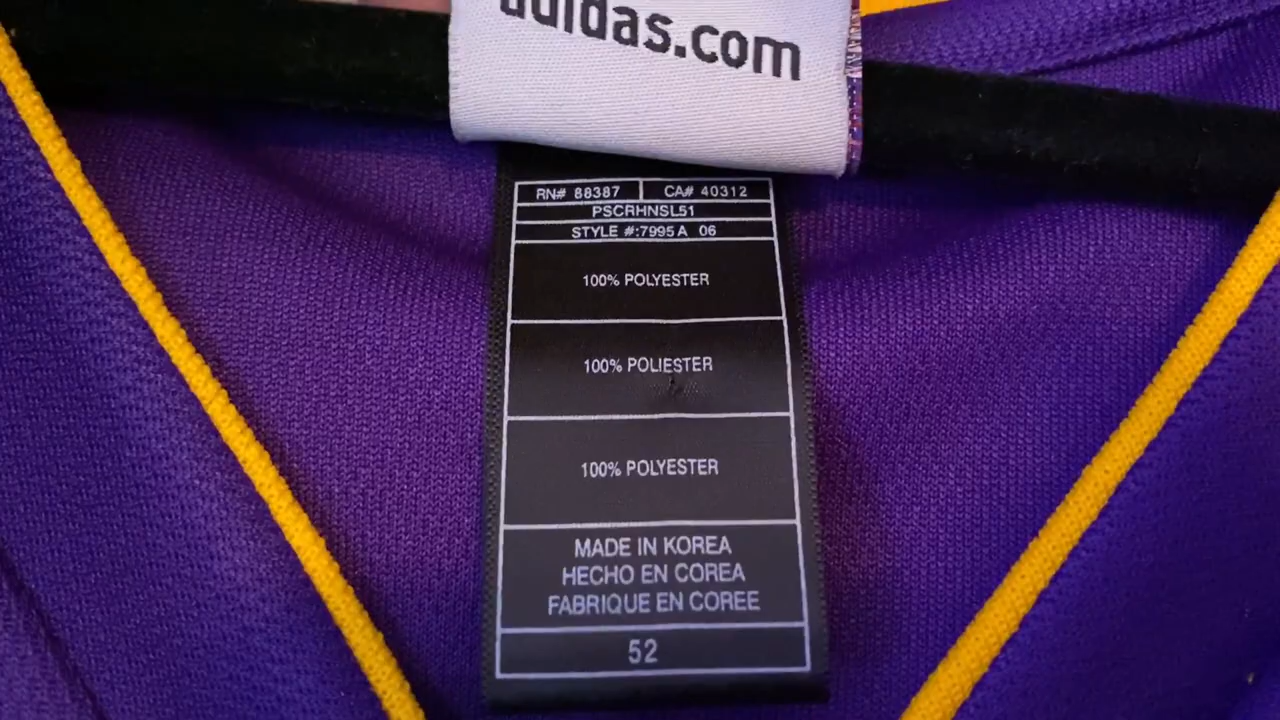 adidas.com
RN# 88387 CA# 40312
PSCRHNSL51
STYLE #:7995A 06
100% POLYESTER
100% POLIESTER
100% POLYESTER
MADE IN KOREA
HECHO EN COREA
FABRIQUE EN COREE
52